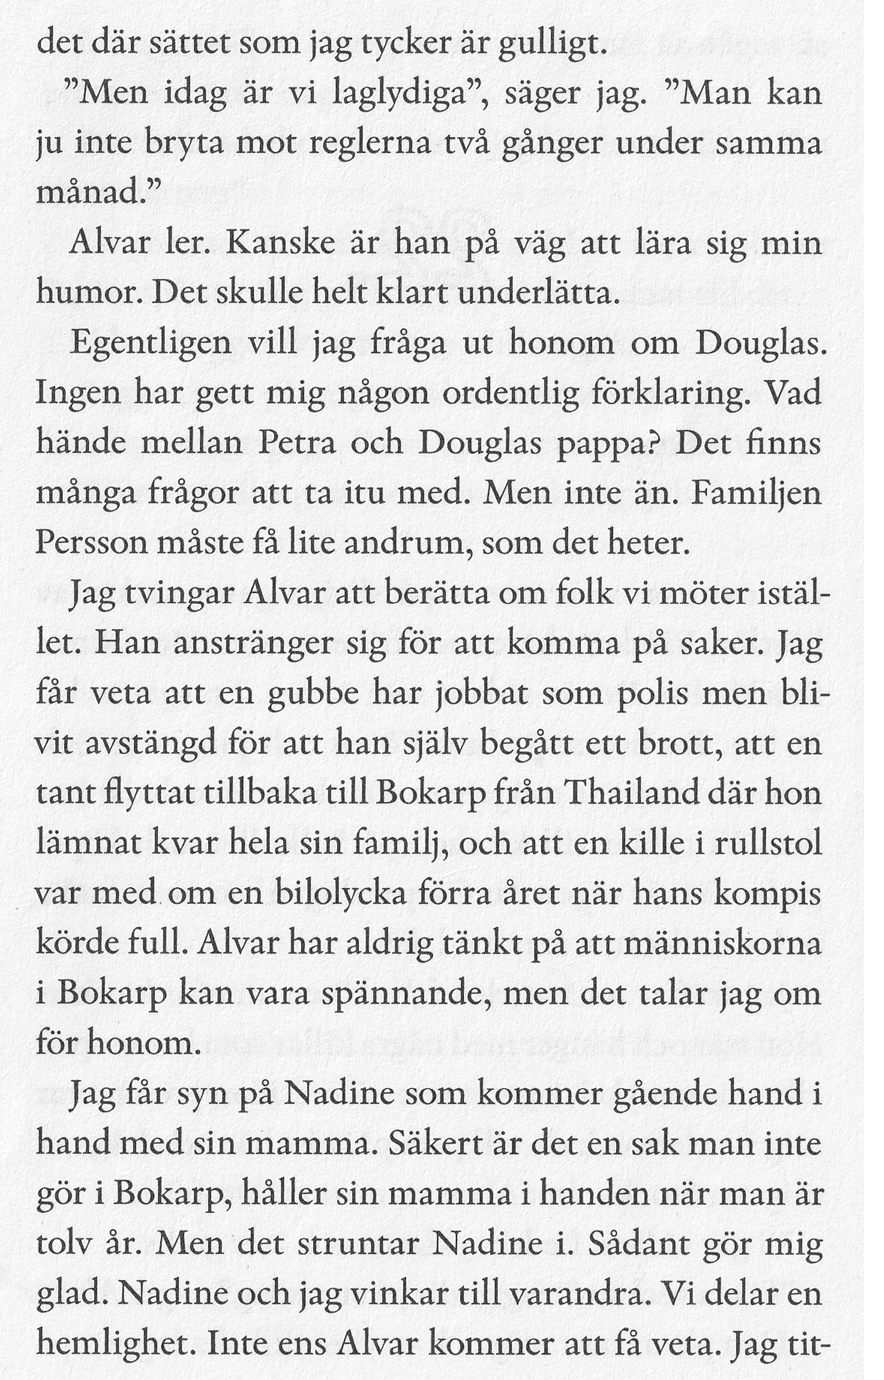 det där sättet som jag tycker är gulligt.
”Men idag är vi laglydiga”, säger jag. ”Man kan
ju inte bryta mot reglerna två gånger under samma
månad.”
Alvar ler. Kanske är han på väg att lära sig min
humor. Det skulle helt klart underlätta.
Egentligen vill jag fråga ut honom om Douglas.
Ingen har gett mig någon ordentlig förklaring. Vad
hände mellan Petra och Douglas pappa? Det finns
många frågor att ta itu med. Men inte än. Familjen
Persson måste få lite andrum, som det heter.
Jag tvingar Alvar att berätta om folk vi möter istäl-
let. Han anstränger sig för att komma på saker. Jag
får veta att en gubbe har jobbat som polis men bli-
vit avstängd för att han själv begått ett brott, att en
tant flyttat tillbaka till Bokarp från Thailand där hon
lämnat kvar hela sin familj, och att en kille i rullstol
var med om en bilolycka förra året när hans kompis
körde full. Alvar har aldrig tänkt på att människorna
i Bokarp kan vara spännande, men det talar jag om
för honom.
Jag får syn på Nadine som kommer gående hand i
hand med sin mamma. Säkert är det en sak man inte
gör i Bokarp, håller sin mamma i handen när man är
tolv år. Men det struntar Nadine i. Sådant gör mig
glad. Nadine och jag vinkar till varandra. Vi delar en
hemlighet. Inte ens Alvar kommer att få veta. Jag tit-